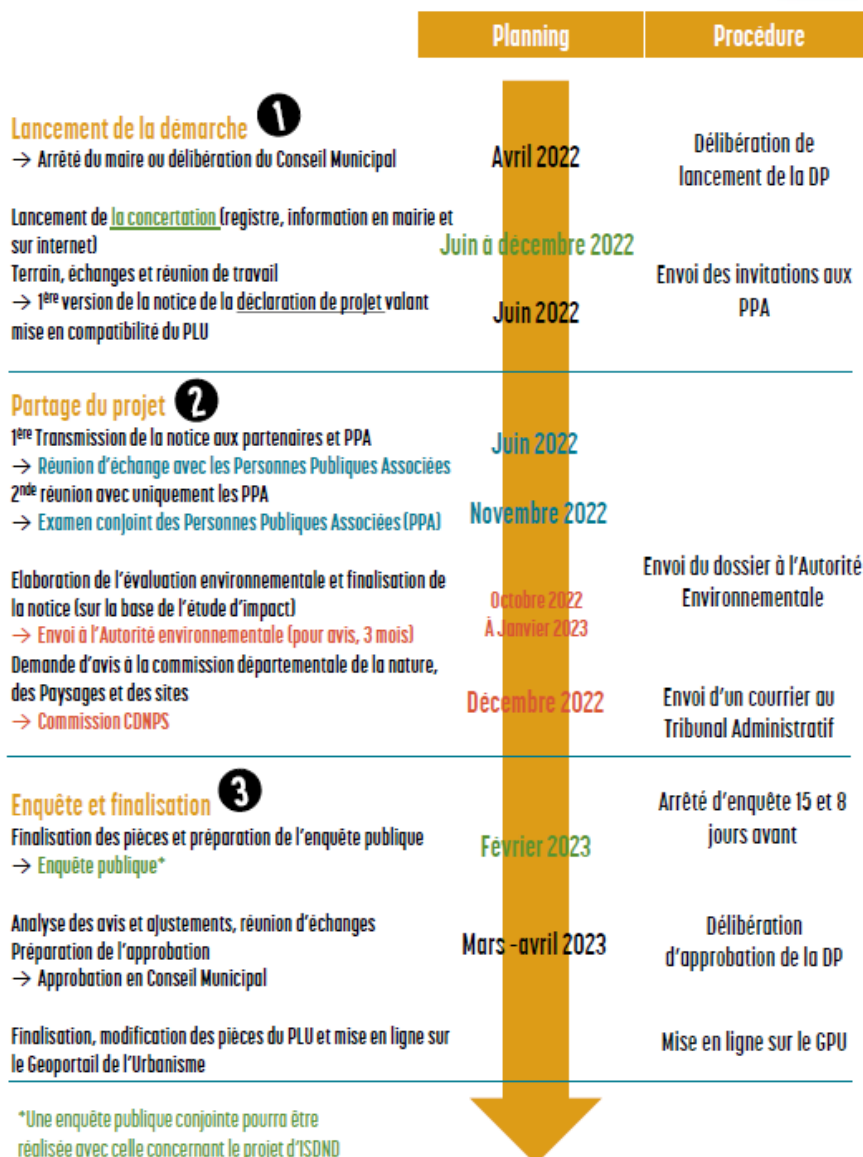 Planning
Procédure
Lancement de la démarche 1
→ Arrêté du maire ou délibération du Conseil Municipal
Avril 2022
Délibération de
lancement de la DP
Lancement de la concertation (registre, information en mairie et
sur internet)
Juin à décembre 2022
Terrain, échanges et réunion de travail
→ 1ère version de la notice de la déclaration de projet valant
mise en compatibilité du PLU
Juin 2022
Envoi des invitations aux
PPA
Partage du projet 2
1ère Transmission de la notice aux partenaires et PPA
→ Réunion d'échange avec les Personnes Publiques Associées
Juin 2022
2nde réunion avec uniquement les PPA
→ Examen conjoint des Personnes Publiques Associées (PPA)
Novembre 2022
Elaboration de l'évaluation environnementale et finalisation de
la notice (sur la base de l'étude d'impact)
→ Envoi à l'Autorité environnementale (pour avis, 3 mois)
Octobre 2022
À Janvier 2023
Envoi du dossier à l'Autorité
Environnementale
Demande d'avis à la commission départementale de la nature,
des Paysages et des sites
→ Commission CDNPS
Décembre 2022
Envoi d'un courrier au
Tribunal Administratif
Enquête et finalisation 3
Finalisation des pièces et préparation de l'enquête publique
→ Enquête publique*
Février 2023
Arrêté d'enquête 15 et 8
jours avant
Analyse des avis et ajustements, réunion d'échanges
Préparation de l'approbation
→ Approbation en Conseil Municipal
Mars -avril 2023
Délibération
d'approbation de la DP
Finalisation, modification des pièces du PLU et mise en ligne sur
le Geoportail de l'Urbanisme
Mise en ligne sur le GPU
*Une enquête publique conjointe pourra être
réalisée avec celle concernant le projet d'ISDND